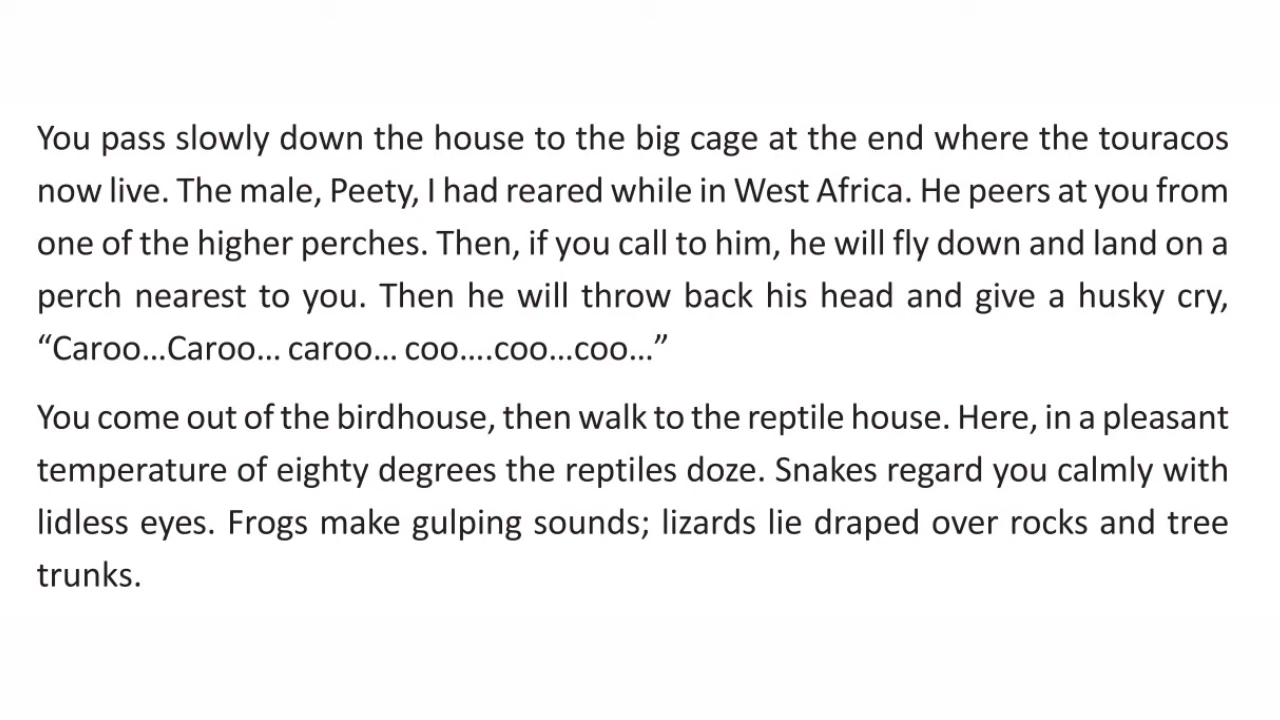 You pass slowly down the house to the big cage at the end where the touracos
now live. The male, Peety, I had reared while in West Africa. He peers at you from
one of the higher perches. Then, if you call to him, he will fly down and land on a
perch nearest to you. Then he will throw back his head and give a husky cry,
“Caroo...Caroo... caroo... coo....coo...coo...”
You come out of the birdhouse, then walk to the reptile house. Here, in a pleasant
temperature of eighty degrees the reptiles doze. Snakes regard you calmly with
lidless eyes. Frogs make gulping sounds; lizards lie draped over rocks and tree
trunks.